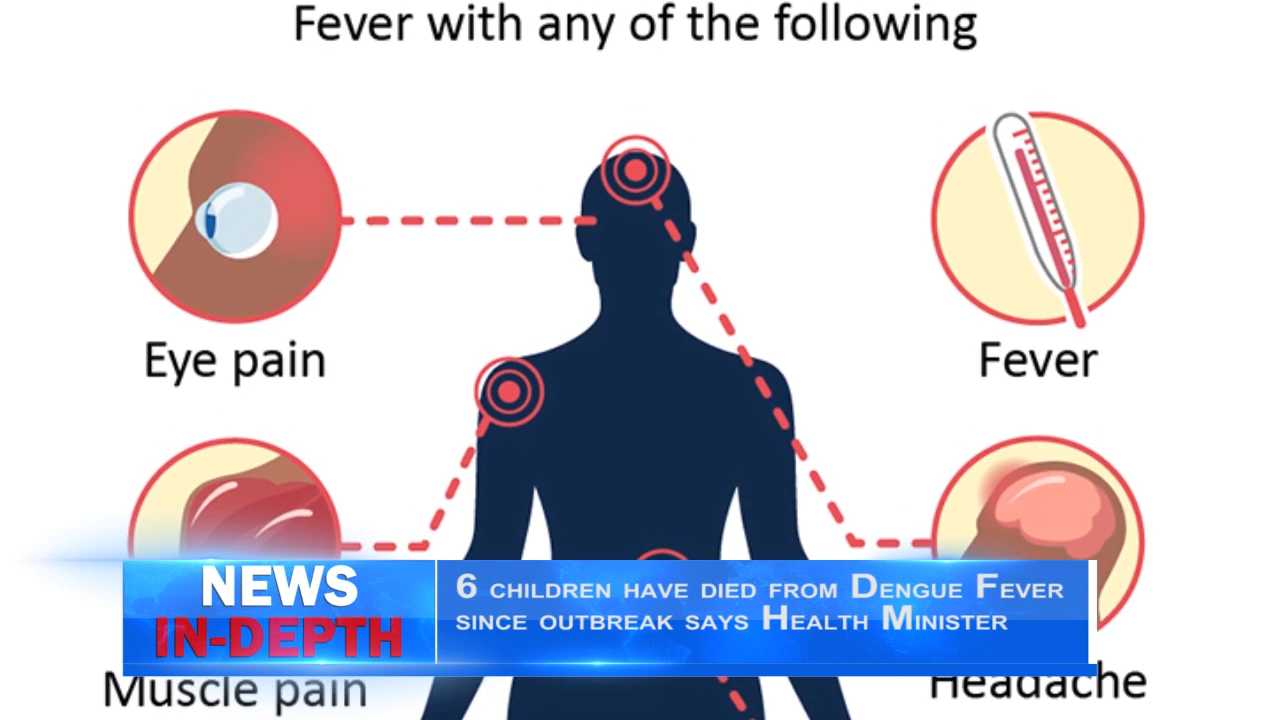 Fever with any of the following
Eye pain
Fever
NEWS
IN-DEPTH
6 CHILDREN HAVE DIED FROM DENGUE FEVER
SINCE OUTBREAK SAYS HEALTH MINISTER
Muscle pain
Headache